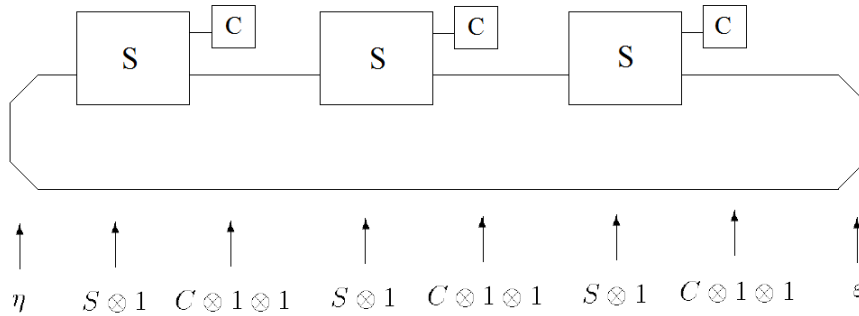 C C C
S S S
η S ⊗ 1 C ⊗ 1 ⊗ 1 S ⊗ 1 C ⊗ 1 ⊗ 1 S ⊗ 1 C ⊗ 1 ⊗ 1 ε